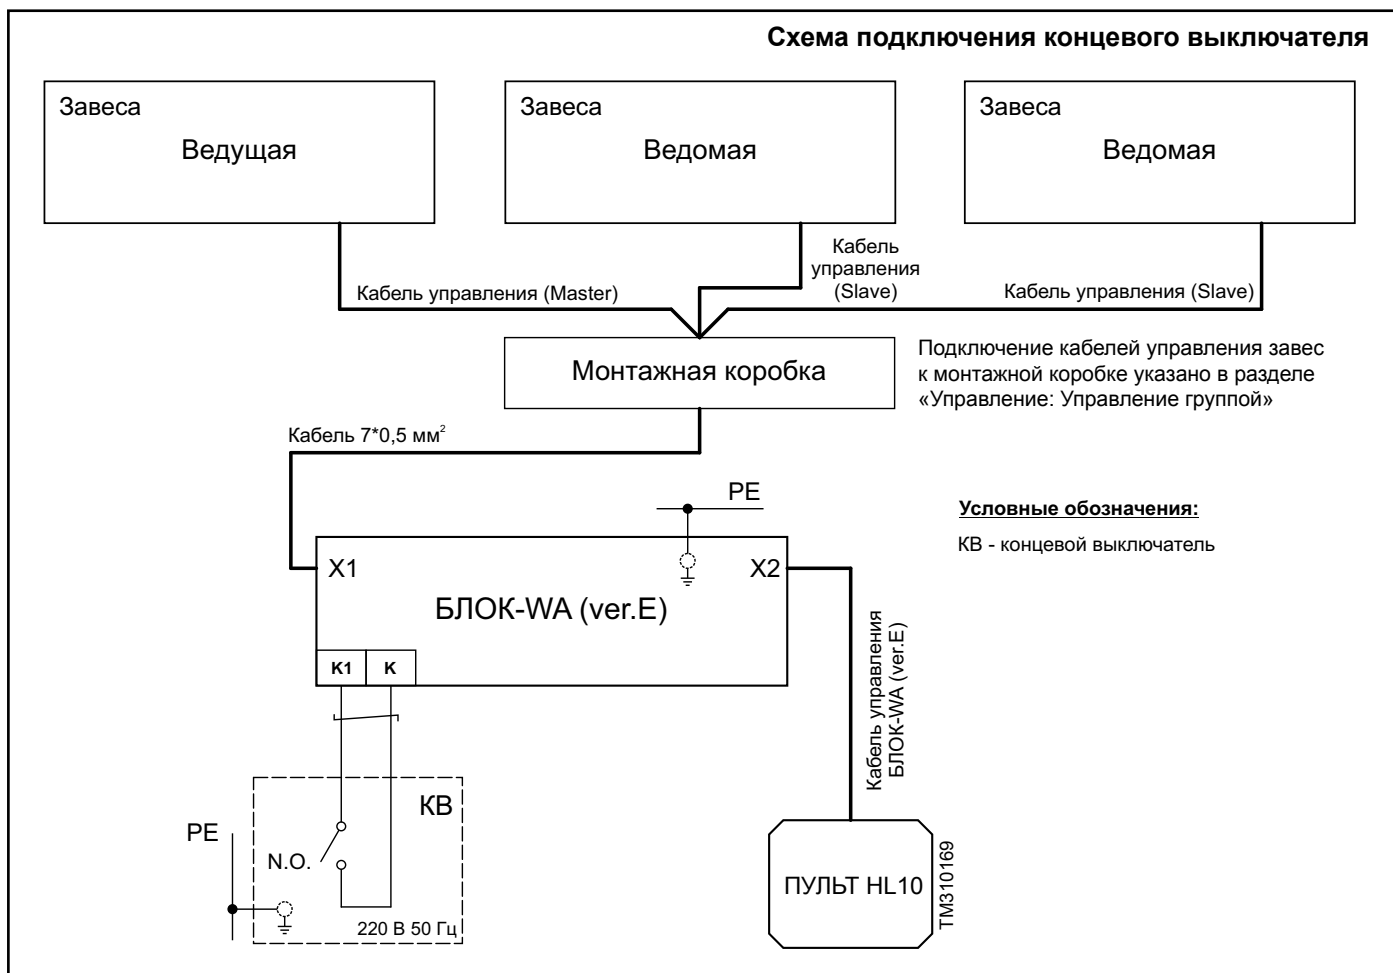 Схема подключения концевого выключателя
Завеса
Ведущая
Завеса
Ведомая
Завеса
Ведомая
Кабель управления (Master)
Кабель
управления
(Slave)
Кабель управления (Slave)
Монтажная коробка
Подключение кабелей управления завес
к монтажной коробке указано в разделе
«Управление: Управление группой»
Кабель 7*0,5 мм²
PE
Условные обозначения:
КВ - концевой выключатель
X1
X2
БЛОК-WA (ver.E)
K1
K
Кабель управления
БЛОК-WA (ver.E)
КВ
PE
N.O.
220 В 50 Гц
ПУЛЬТ HL10
TM310169